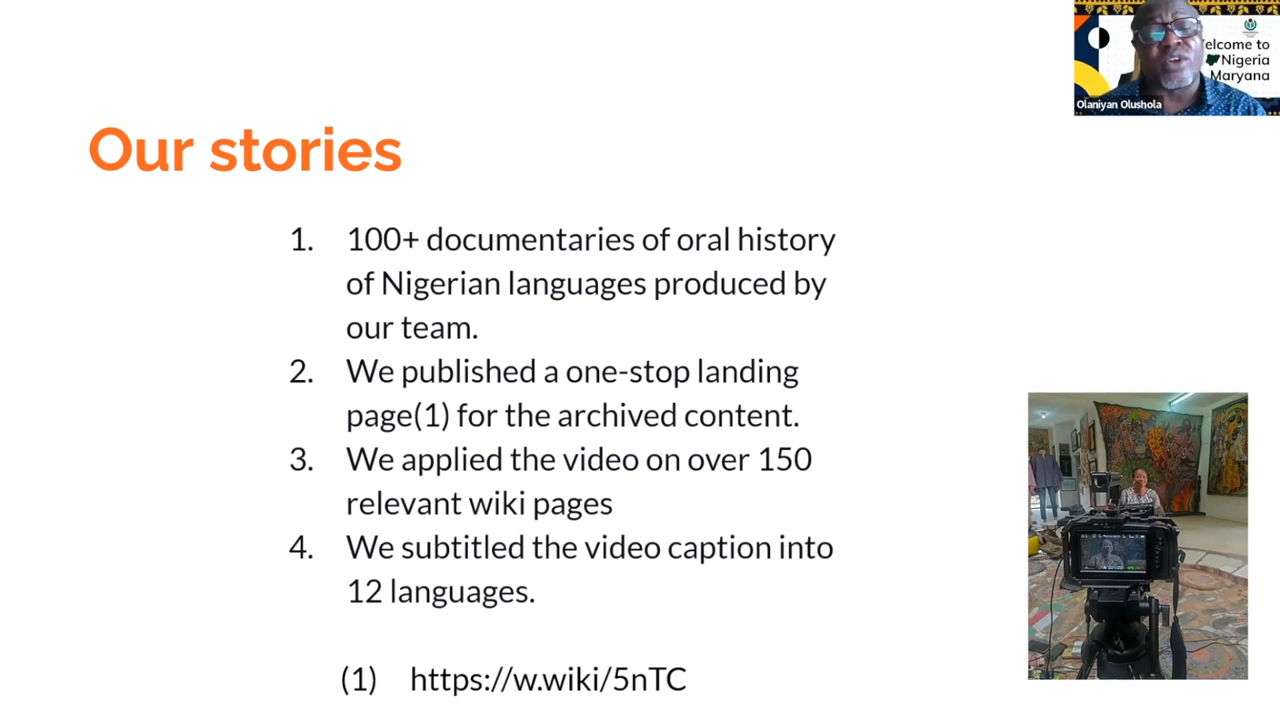 elcome to
Nigeria
Maryana
Olaniyan Olushola
Our stories
1. 100+ documentaries of oral history
of Nigerian languages produced by
our team.
2. We published a one-stop landing
page(1) for the archived content.
3. We applied the video on over 150
relevant wiki pages
4. We subtitled the video caption into
12 languages.
(1) https://w.wiki/5nTC